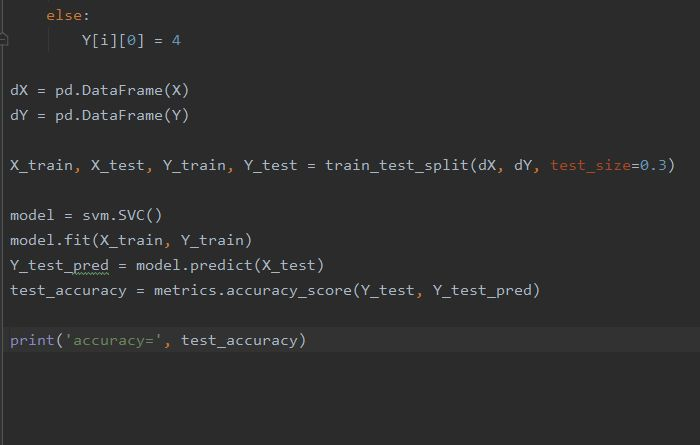 else:
Y[i][0] = 4
dX = pd.DataFrame(X)
dY = pd.DataFrame(Y)
X_train, X_test, Y_train, Y_test = train_test_split(dX, dY, test_size=0.3)
model = svm.SVC()
model.fit(X_train, Y_train)
Y_test_pred = model.predict(X_test)
test_accuracy = metrics.accuracy_score(Y_test, Y_test_pred)
print('accuracy=', test_accuracy)